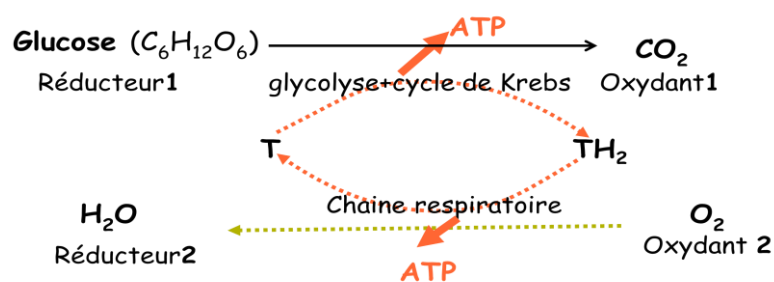 ATP
Glucose (C₆H₁₂O₆)
CO₂
Réducteur1
glycolyse+cycle de Krebs
Oxydant1
T
TH₂
Chaine respiratoire
H₂O
O₂
Réducteur2
Oxydant 2
ATP